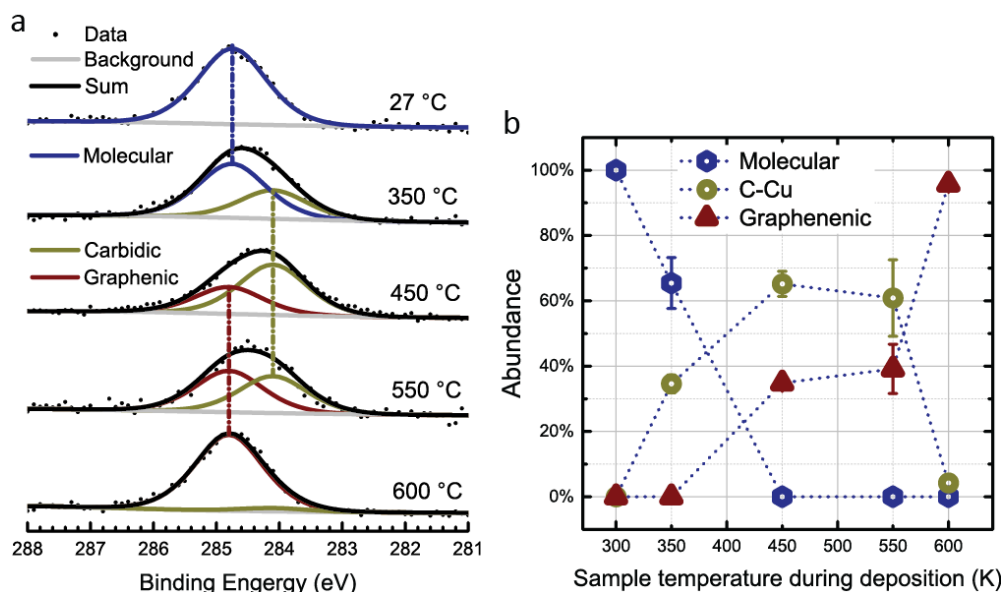 a
Data
Background
Sum
Molecular
Carbidic
Graphenic
27 °C
350 °C
450 °C
550 °C
600 °C
288 287 286 285 284 283 282 281
Binding Engergy (eV)
b
Molecular
C-Cu
Graphenenic
100%
80%
60%
40%
20%
0%
Abundance
300 350 400 450 500 550 600
Sample temperature during deposition (K)